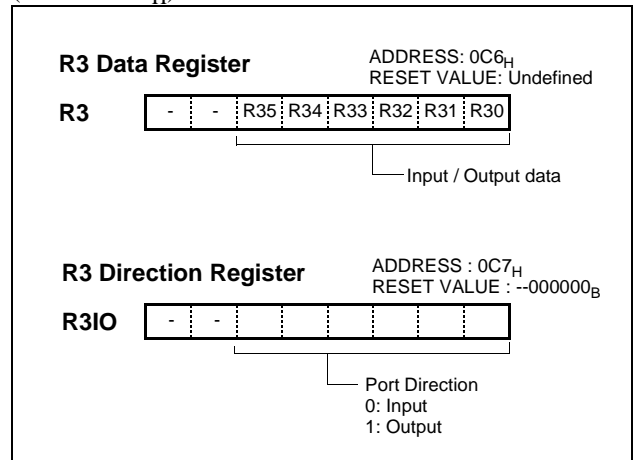 R3 Data Register
ADDRESS: 0C6H
RESET VALUE: Undefined
R3 - - R35 R34 R33 R32 R31 R30
Input / Output data
R3 Direction Register
ADDRESS : 0C7H
RESET VALUE : --000000B
R3IO - -
Port Direction
0: Input
1: Output